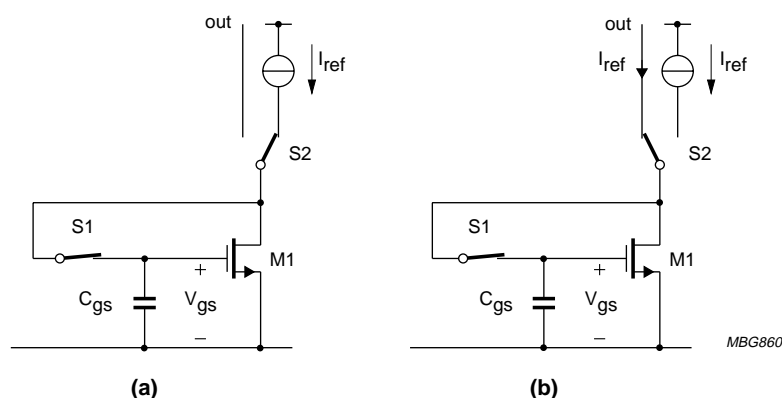 out
I_ref
S2
S1
M1
+
C_gs
V_gs
−
(a)
out
I_ref
I_ref
S2
S1
M1
+
C_gs
V_gs
−
MBG860
(b)